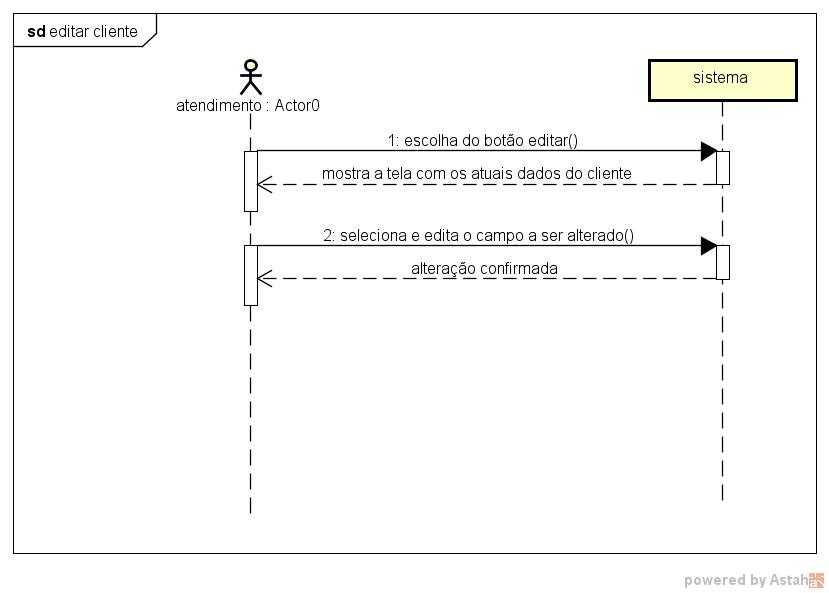 sd editar cliente
atendimento : Actor0
sistema
1: escolha do botão editar()
mostra a tela com os atuais dados do cliente
2: seleciona e edita o campo a ser alterado()
alteração confirmada
powered by Astah